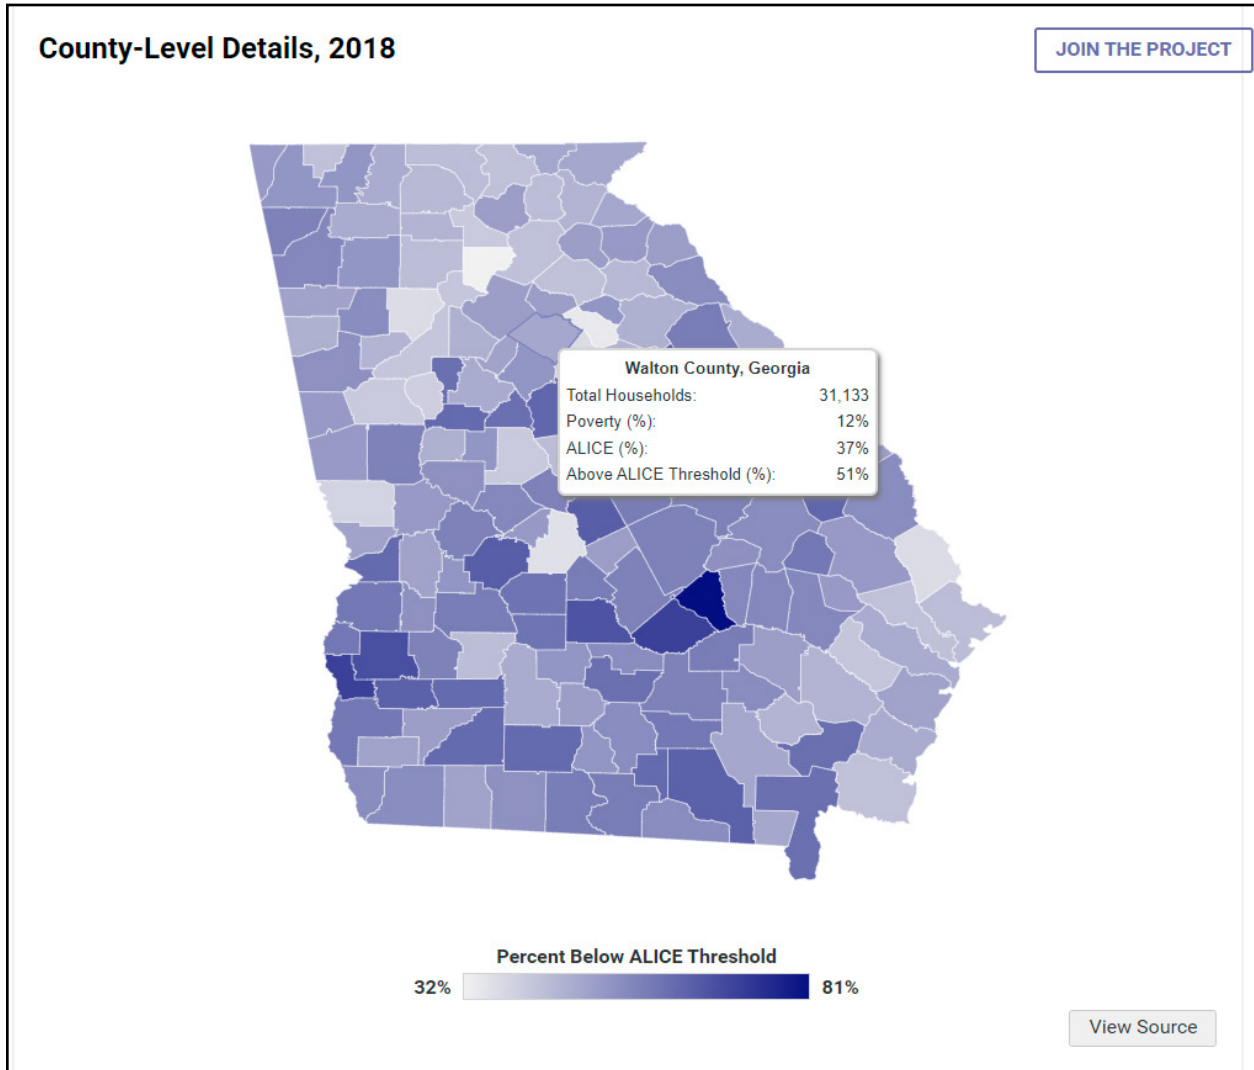 County-Level Details, 2018
JOIN THE PROJECT
Walton County, Georgia
Total Households: 31,133
Poverty (%): 12%
ALICE (%): 37%
Above ALICE Threshold (%): 51%
Percent Below ALICE Threshold
32% 81%
View Source